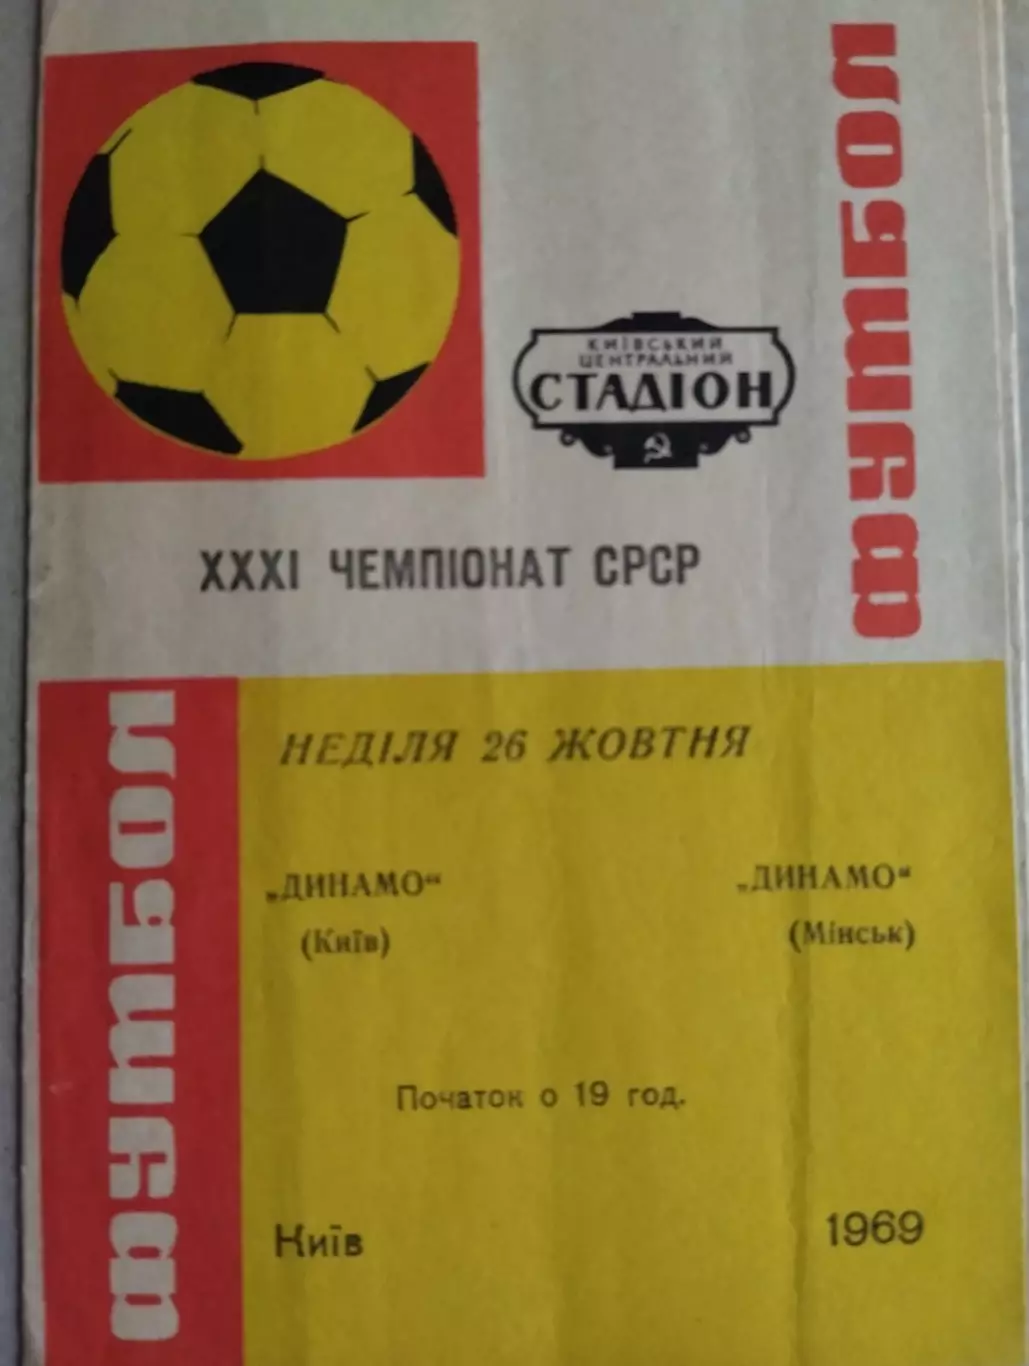 ФУТБОЛ
КИЇВСЬКИЙ
ЦЕНТРАЛЬНИЙ
СТАДІОН
XXXI ЧЕМПІОНАТ СРСР
ФУТБОЛ
НЕДІЛЯ 26 ЖОВТНЯ
„ДИНАМО“ „ДИНАМО“
(Київ) (Мінськ)
Початок о 19 год.
Київ 1969